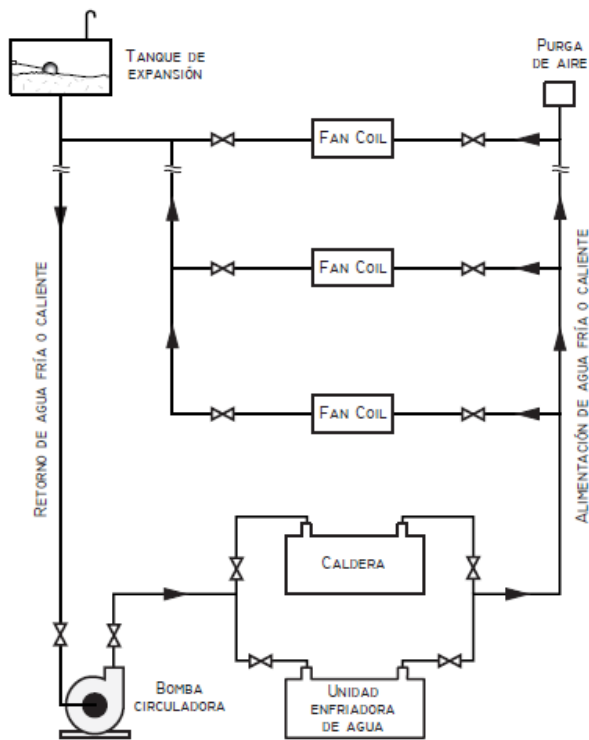 TANQUE DE
EXPANSIÓN
PURGA
DE AIRE
FAN COIL
FAN COIL
FAN COIL
RETORNO DE AGUA FRÍA O CALIENTE
ALIMENTACIÓN DE AGUA FRÍA O CALIENTE
CALDERA
BOMBA
CIRCULADORA
UNIDAD
ENFRIADORA
DE AGUA